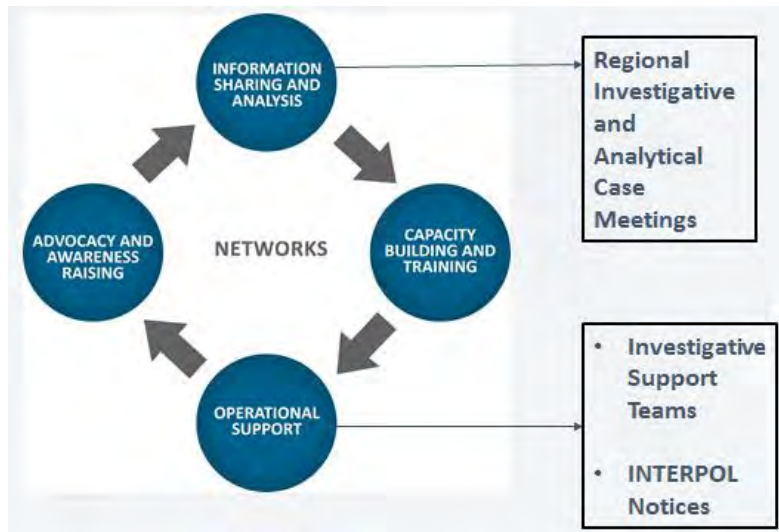 INFORMATION
SHARING AND
ANALYSIS
Regional
Investigative
and
Analytical
Case
Meetings
ADVOCACY AND
AWARENESS
RAISING
NETWORKS
CAPACITY
BUILDING AND
TRAINING
OPERATIONAL
SUPPORT
• Investigative
Support
Teams
• INTERPOL
Notices